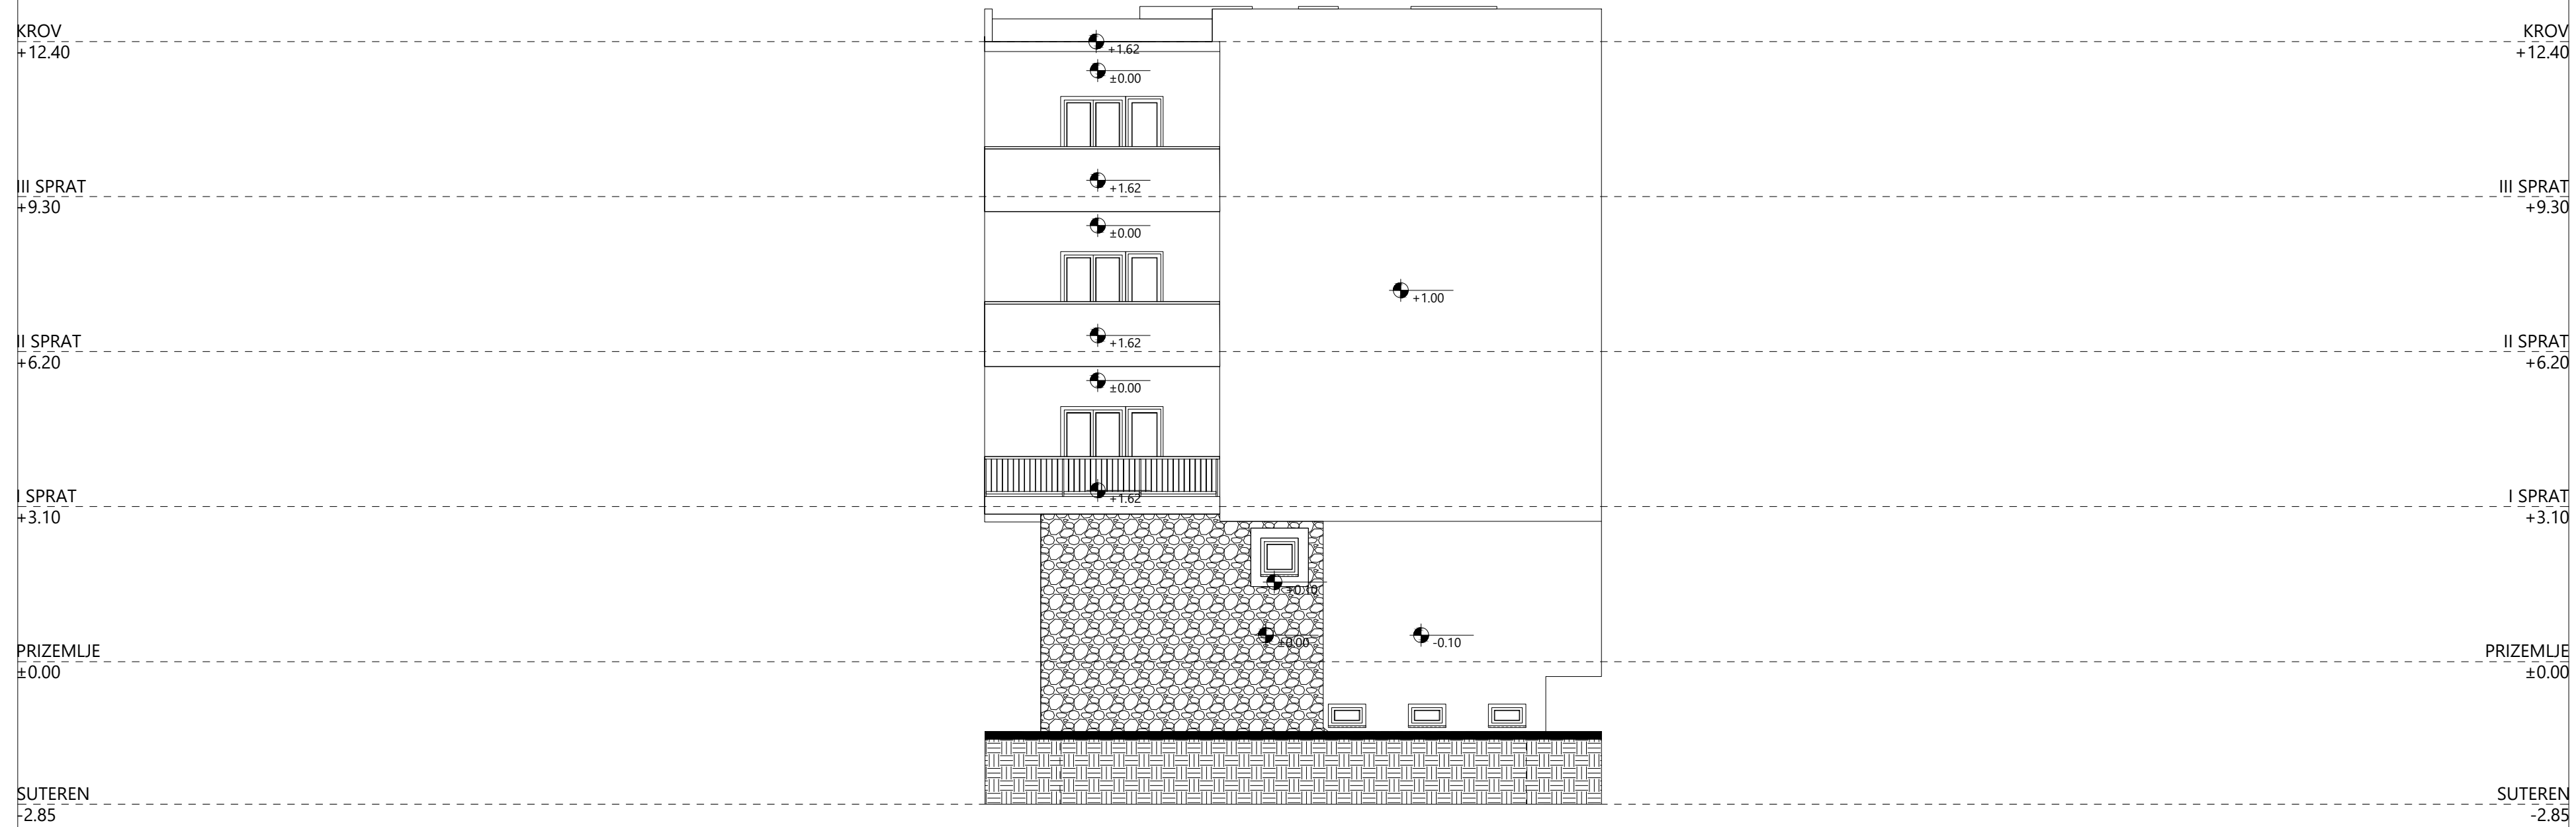 KROV
+12.40
KROV
+12.40
+1.62
±0.00
III SPRAT
+9.30
+1.62
III SPRAT
+9.30
±0.00
+1.00
II SPRAT
+6.20
+1.62
II SPRAT
+6.20
±0.00
I SPRAT
+3.10
+1.62
I SPRAT
+3.10
+0.10
±0.00
-0.10
PRIZEMLJE
±0.00
PRIZEMLJE
±0.00
SUTEREN
-2.85
SUTEREN
-2.85